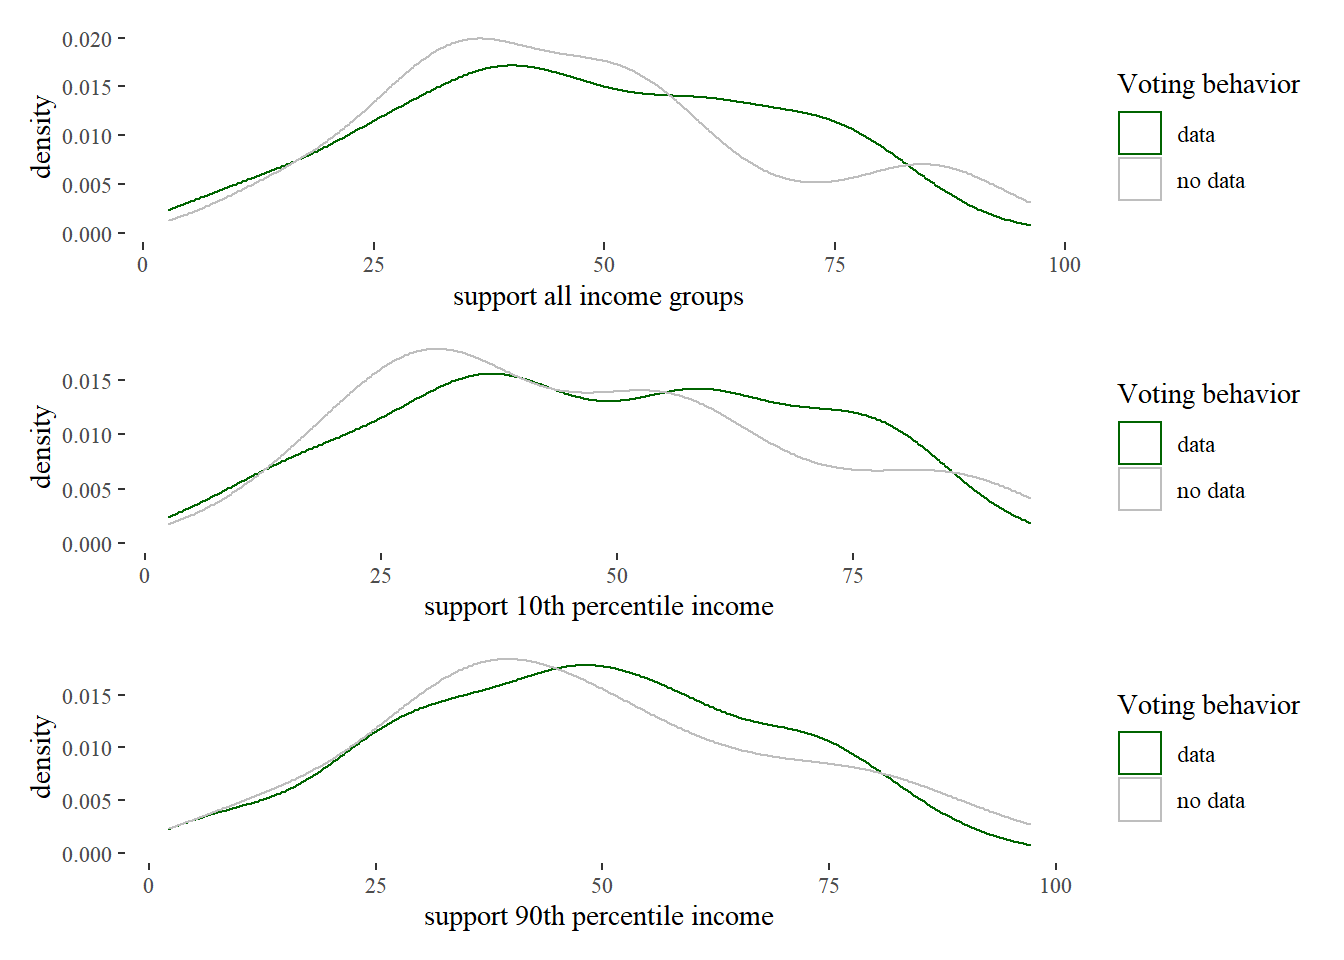 density
0.020
0.015
0.010
0.005
0.000
0 25 50 75 100
support all income groups
Voting behavior
data
no data
density
0.015
0.010
0.005
0.000
0 25 50 75
support 10th percentile income
Voting behavior
data
no data
density
0.015
0.010
0.005
0.000
0 25 50 75 100
support 90th percentile income
Voting behavior
data
no data